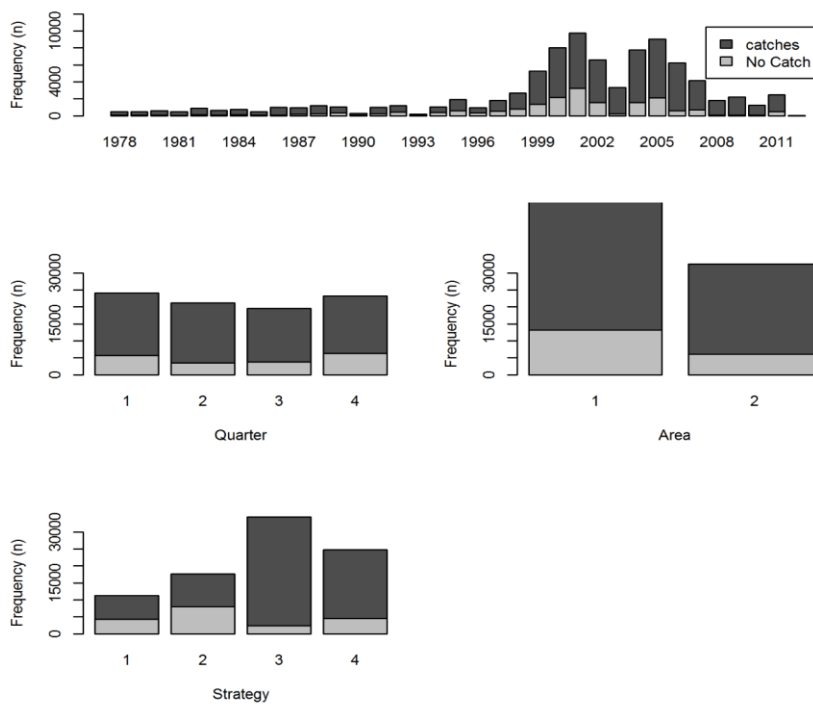 Frequency (n)
10000
4000
0
catches
No Catch
1978 1981 1984 1987 1990 1993 1996 1999 2002 2005 2008 2011
Frequency (n)
30000
15000
0
1 2 3 4
Quarter
Frequency (n)
30000
15000
0
1 2
Area
Frequency (n)
30000
15000
0
1 2 3 4
Strategy